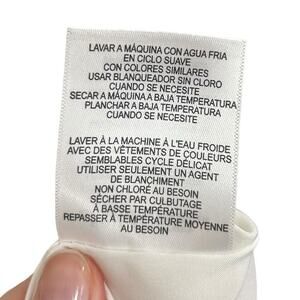 LAVAR A MÁQUINA CON AGUA FRIA
EN CICLO SUAVE
CON COLORES SIMILARES
USAR BLANQUEADOR SIN CLORO
CUANDO SE NECESITE
SECAR A MÁQUINA A BAJA TEMPERATURA
PLANCHAR A BAJA TEMPERATURA
CUANDO SE NECESITE
LAVER À LA MACHINE À L'EAU FROIDE
AVEC DES VÊTEMENTS DE COULEURS
SEMBLABLES CYCLE DÉLICAT
UTILISER SEULEMENT UN AGENT
DE BLANCHIMENT
NON CHLORÉ AU BESOIN
SÉCHER PAR CULBUTAGE
À BASSE TEMPÉRATURE
REPASSER À TEMPÉRATURE MOYENNE
AU BESOIN